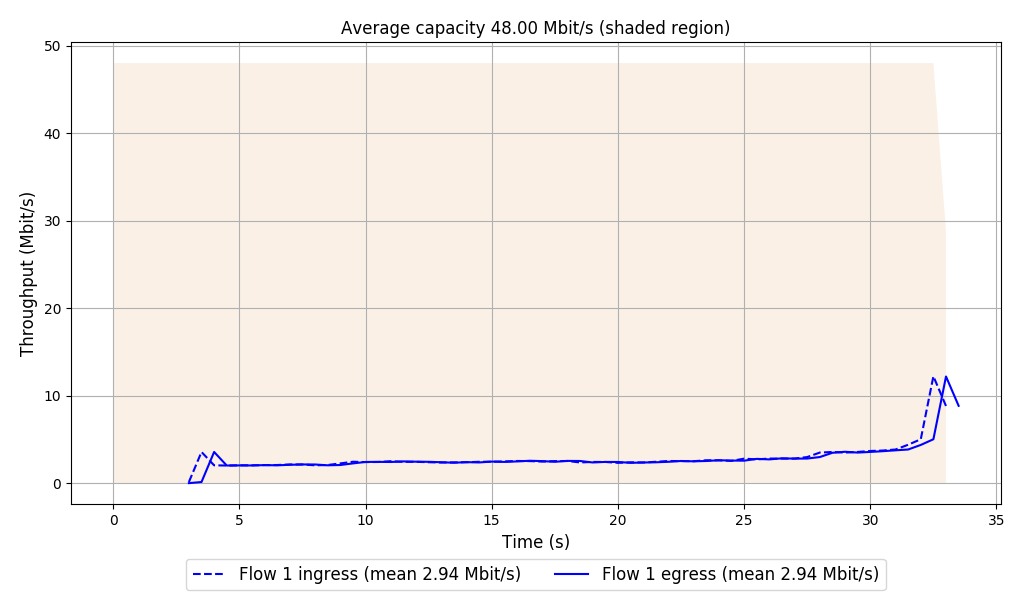 Average capacity 48.00 Mbit/s (shaded region)
Throughput (Mbit/s)
50
40
30
20
10
0
0 5 10 15 20 25 30 35
Time (s)
Flow 1 ingress (mean 2.94 Mbit/s) Flow 1 egress (mean 2.94 Mbit/s)